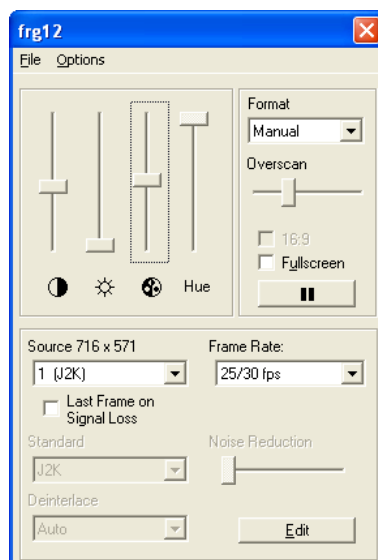 frg12
File Options
Format
Manual
Overscan
16:9
Fullscreen
Hue
Source 716 x 571
Frame Rate:
1 (J2K)
25/30 fps
Last Frame on
Signal Loss
Standard
Noise Reduction
J2K
Deinterlace
Auto
Edit